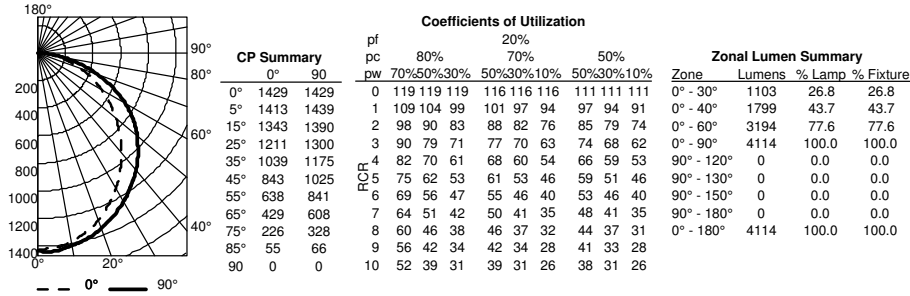 180°
90°
80°
60°
40°
20°
0°
200
400
600
800
1000
1200
1400
0° 90°
CP Summary
0° 90
0° 1429 1429
5° 1413 1439
15° 1343 1390
25° 1211 1300
35° 1039 1175
45° 843 1025
55° 638 841
65° 429 608
75° 226 328
85° 55 66
90 0 0
Coefficients of Utilization
pf 20%
pc 80% 70% 50%
pw 70%50%30% 50%30%10% 50%30%10%
RCR
0 119 119 119 116 116 116 111 111 111
1 109 104 99 101 97 94 97 94 91
2 98 90 83 88 82 76 85 79 74
3 90 79 71 77 70 63 74 68 62
4 82 70 61 68 60 54 66 59 53
5 75 62 53 61 53 46 59 51 46
6 69 56 47 55 46 40 53 46 40
7 64 51 42 50 41 35 48 41 35
8 60 46 38 46 37 32 44 37 31
9 56 42 34 42 34 28 41 33 28
10 52 39 31 39 31 26 38 31 26
Zonal Lumen Summary
Zone Lumens % Lamp % Fixture
0° - 30° 1103 26.8 26.8
0° - 40° 1799 43.7 43.7
0° - 60° 3194 77.6 77.6
0° - 90° 4114 100.0 100.0
90° - 120° 0 0.0 0.0
90° - 130° 0 0.0 0.0
90° - 150° 0 0.0 0.0
90° - 180° 0 0.0 0.0
0° - 180° 4114 100.0 100.0